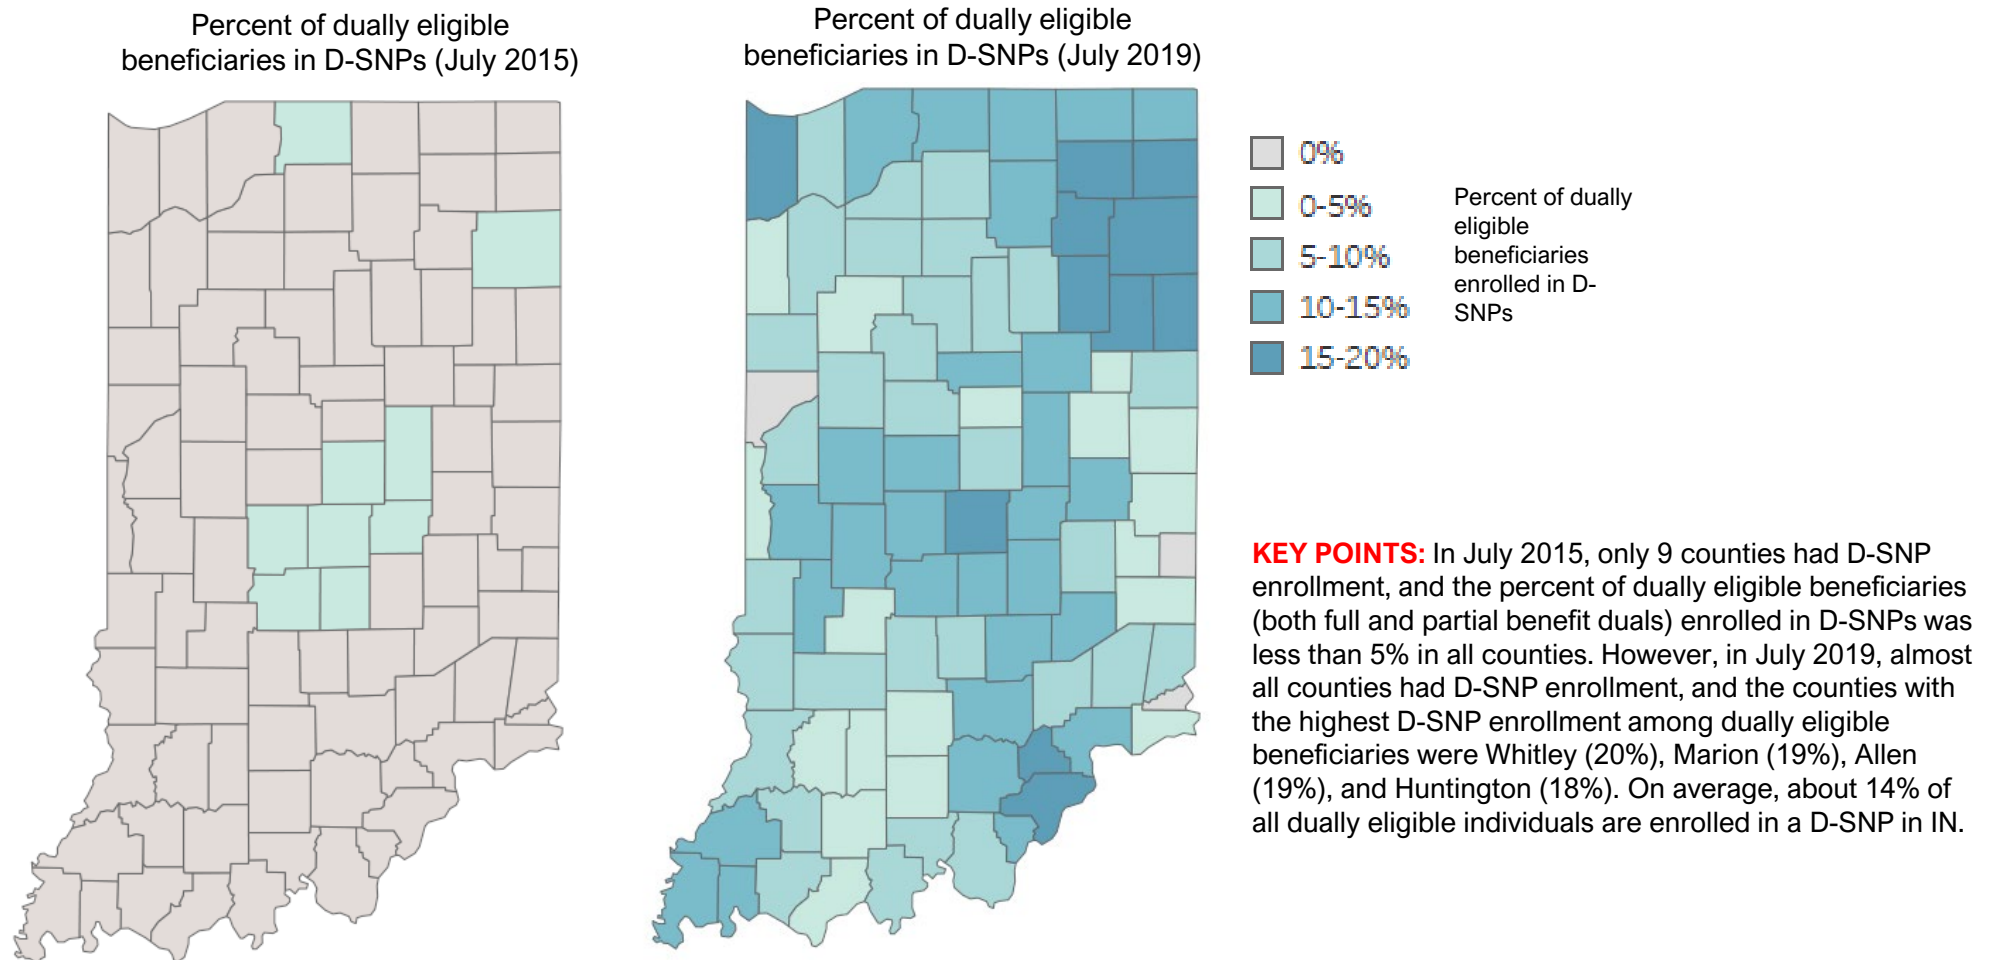 Percent of dually eligible
beneficiaries in D-SNPs (July 2015)
Percent of dually eligible
beneficiaries in D-SNPs (July 2019)
0%
0-5%
5-10%
10-15%
15-20%
Percent of dually
eligible
beneficiaries
enrolled in D-
SNPs
KEY POINTS: In July 2015, only 9 counties had D-SNP
enrollment, and the percent of dually eligible beneficiaries
(both full and partial benefit duals) enrolled in D-SNPs was
less than 5% in all counties. However, in July 2019, almost
all counties had D-SNP enrollment, and the counties with
the highest D-SNP enrollment among dually eligible
beneficiaries were Whitley (20%), Marion (19%), Allen
(19%), and Huntington (18%). On average, about 14% of
all dually eligible individuals are enrolled in a D-SNP in IN.